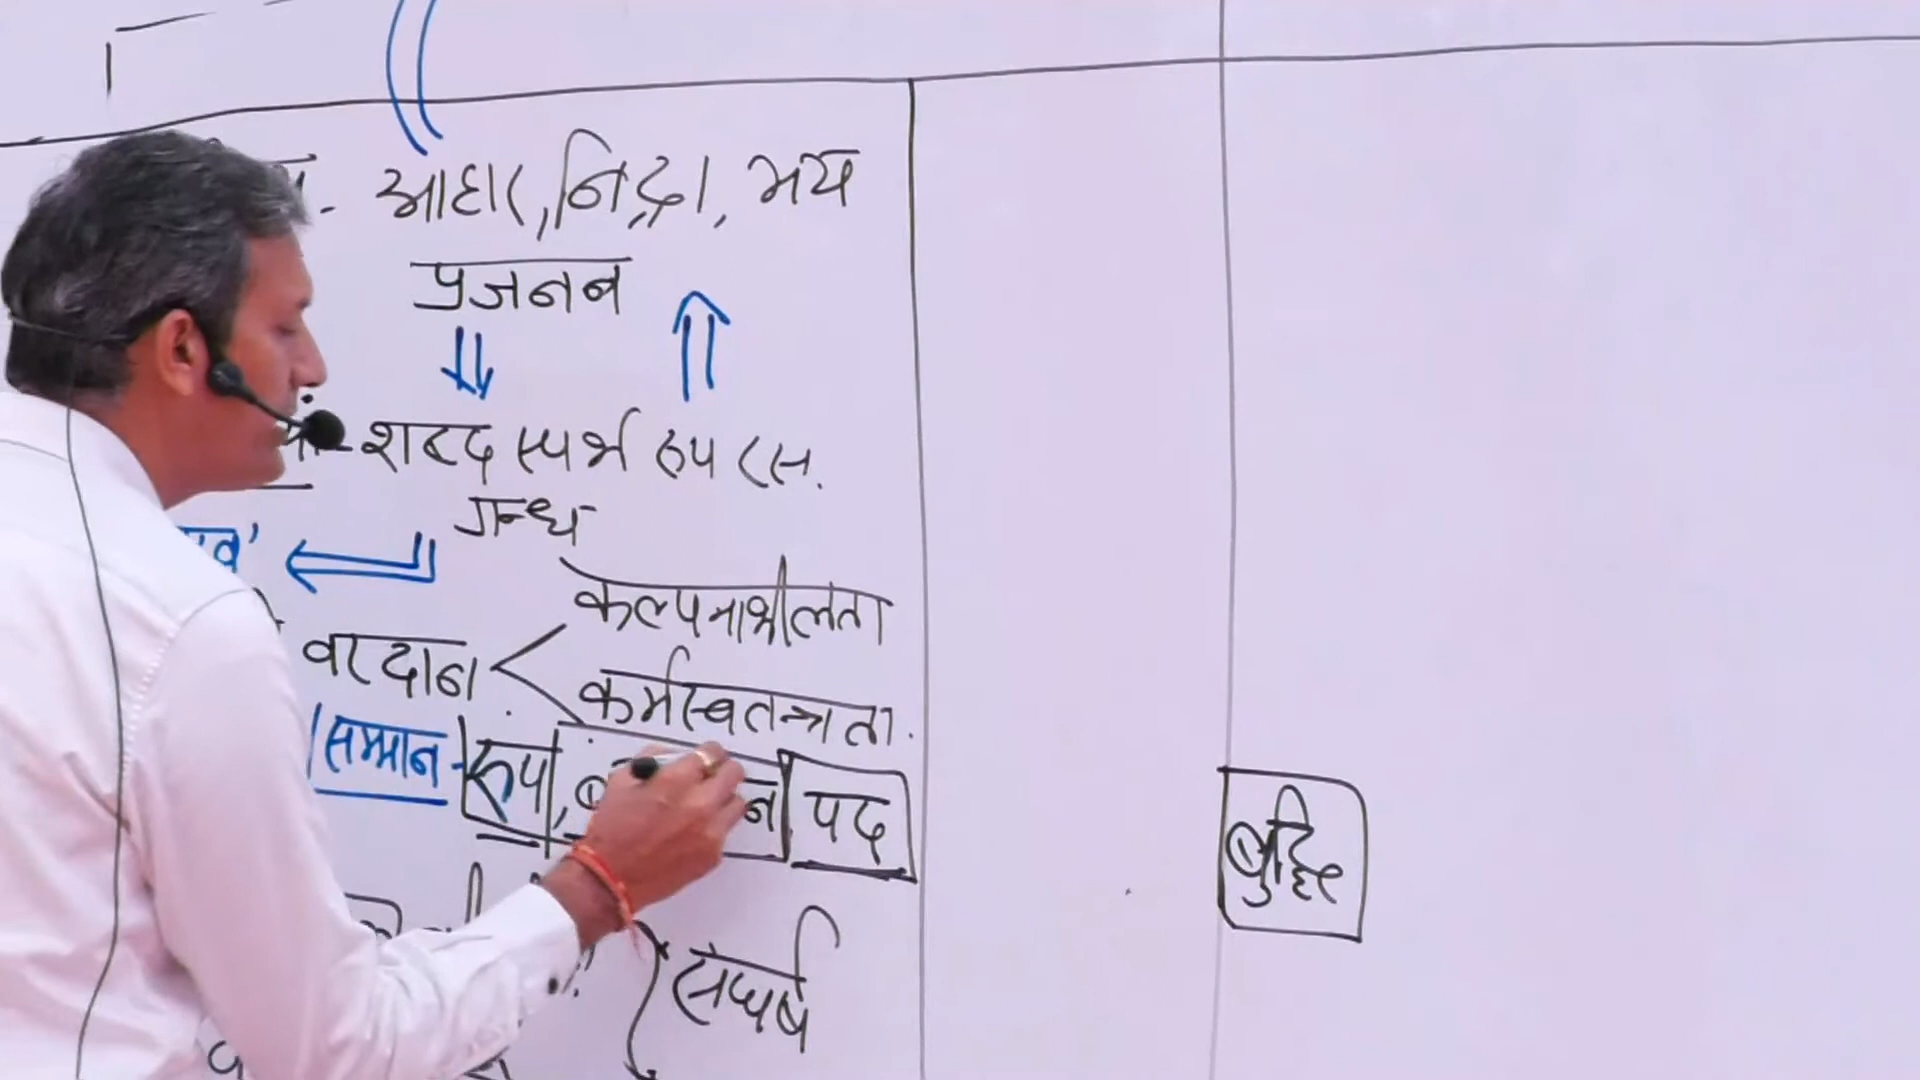 - आहार, निद्रा, भय
प्रजनन
- शब्द स्पर्श रूप रस.
गन्ध
कल्पनाशीलता
वरदान
कर्मस्वतन्त्रता.
सम्मान - रूप, पद
बुद्धि
संघर्ष